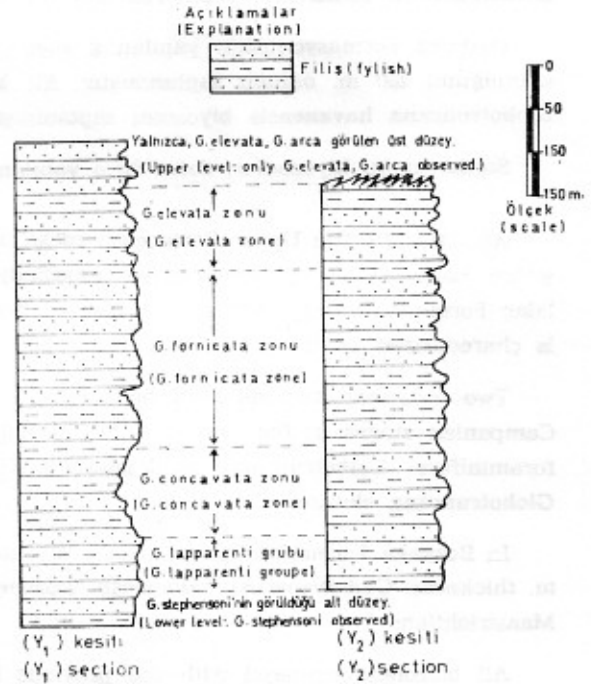 Açıklamalar
(Explanation)
Filiş (fylish)
0
50
150
150 m.
Ölçek
(scale)
Yalnızca, G. elevata, G. arca görülen üst düzey.
(Upper level: only G. elevata, G. arca observed.)
G. elevata zonu
(G. elevata zone)
G. fornicata zonu
(G. fornicata zone)
G. concavata zonu
(G. concavata zone)
G. lapparenti grubu
(G. lapparenti groupe)
G. stephensoni'nin görüldüğü alt düzey.
(Lower level: G. stephensoni observed)
(Y1) kesiti
(Y1) section
(Y2) kesiti
(Y2) section